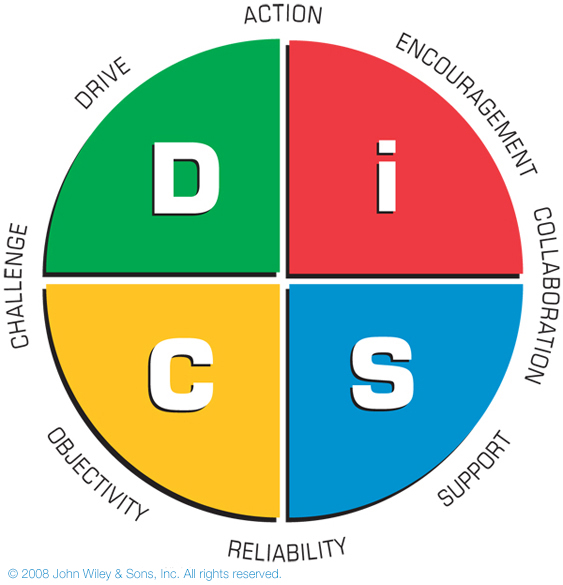 ACTION
DRIVE
ENCOURAGEMENT
D
i
CHALLENGE
COLLABORATION
C
S
OBJECTIVITY
SUPPORT
RELIABILITY
© 2008 John Wiley & Sons, Inc. All rights reserved.